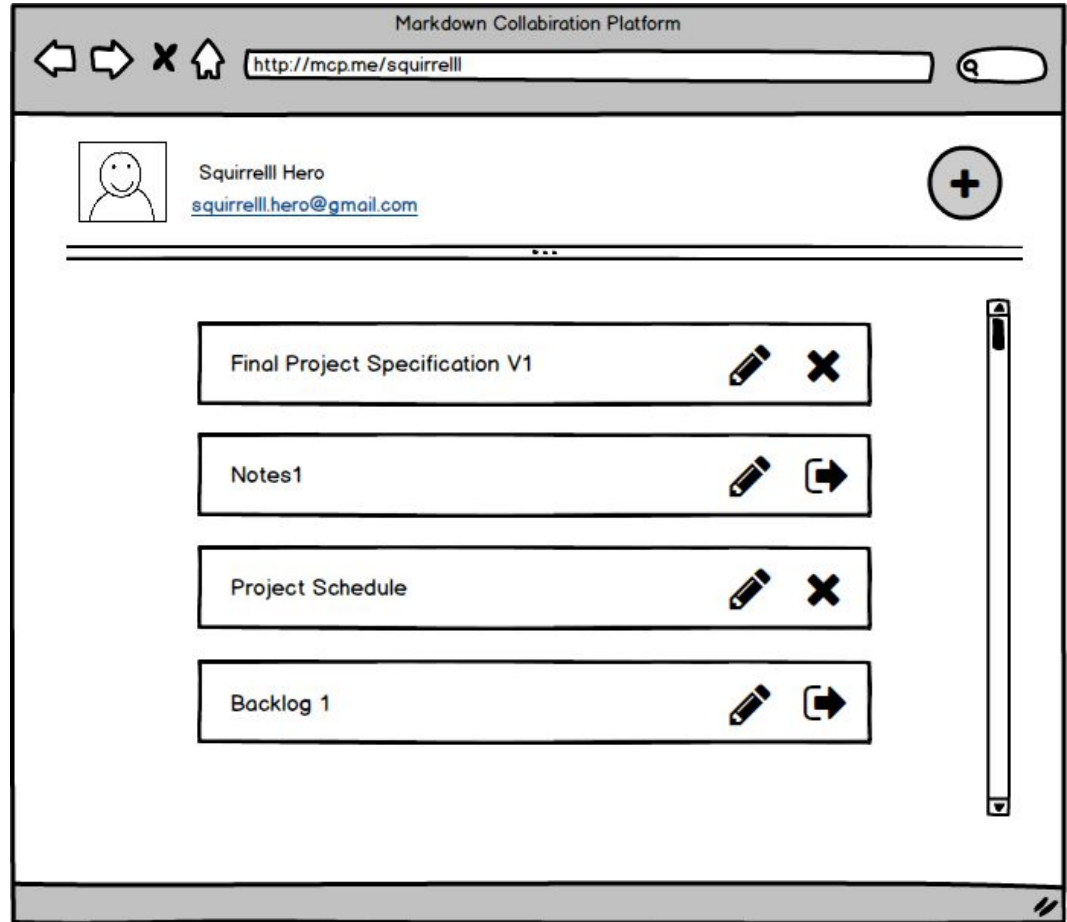 Markdown Collabiration Platform
http://mcp.me/squirrelll
Squirrelll Hero
squirrelll.hero@gmail.com
Final Project Specification V1
Notes1
Project Schedule
Backlog 1